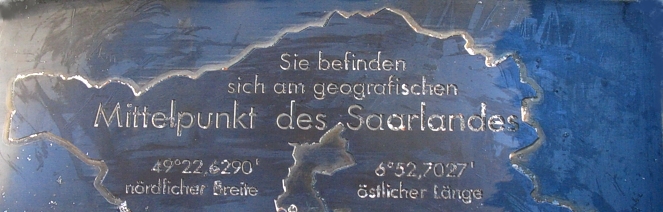 Sie befinden
sich am geografischen
Mittelpunkt des Saarlandes
49°22,6290' 6°52,7027'
nördlicher Breite östlicher Länge